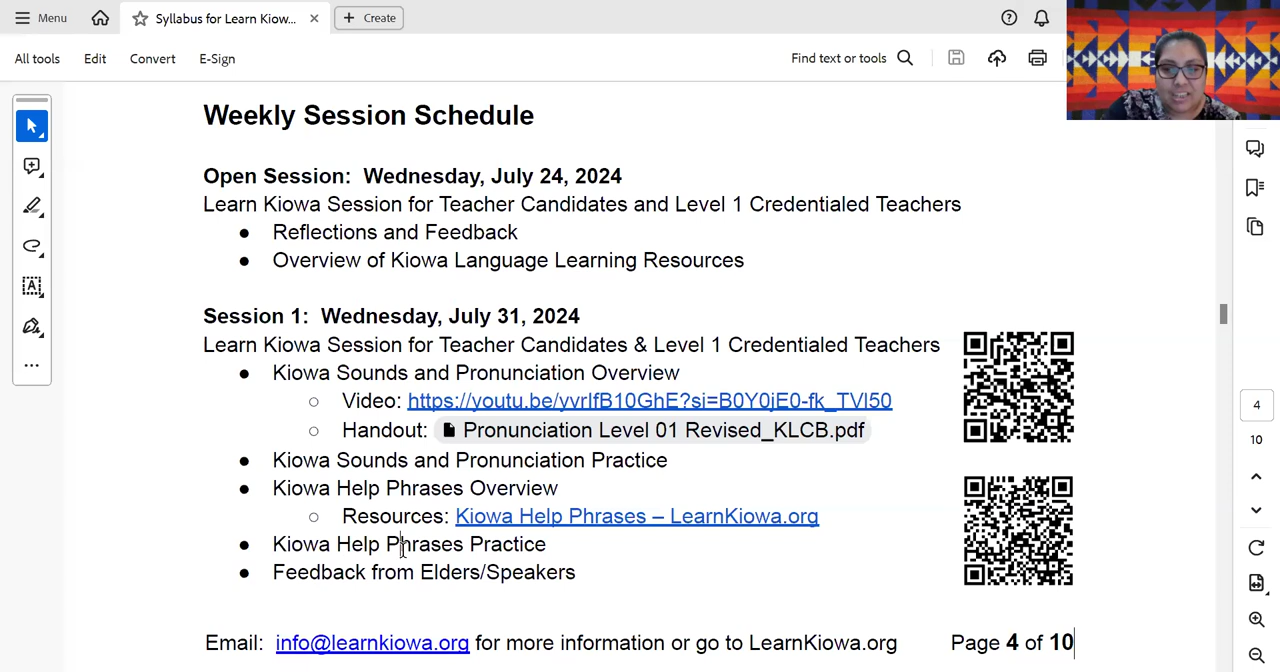 Menu
Syllabus for Learn Kiow...
Create
All tools
Edit
Convert
E-Sign
Find text or tools
Weekly Session Schedule
Open Session: Wednesday, July 24, 2024
Learn Kiowa Session for Teacher Candidates and Level 1 Credentialed Teachers
● Reflections and Feedback
● Overview of Kiowa Language Learning Resources
Session 1: Wednesday, July 31, 2024
Learn Kiowa Session for Teacher Candidates & Level 1 Credentialed Teachers
● Kiowa Sounds and Pronunciation Overview
○ Video: https://youtu.be/yvrIfB10GhE?si=B0Y0jE0-fk_TVl50
○ Handout: Pronunciation Level 01 Revised_KLCB.pdf
● Kiowa Sounds and Pronunciation Practice
● Kiowa Help Phrases Overview
○ Resources: Kiowa Help Phrases – LearnKiowa.org
● Kiowa Help Phrases Practice
● Feedback from Elders/Speakers
Email: info@learnkiowa.org for more information or go to LearnKiowa.org Page 4 of 10
4
10